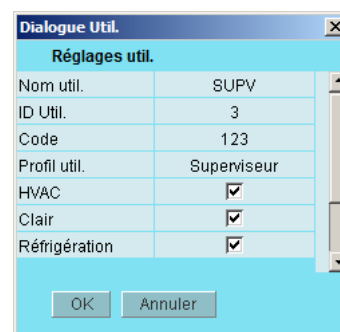 Dialogue Util.
Réglages util.
Nom util. SUPV
ID Util. 3
Code 123
Profil util. Superviseur
HVAC
Clair
Réfrigération
OK Annuler